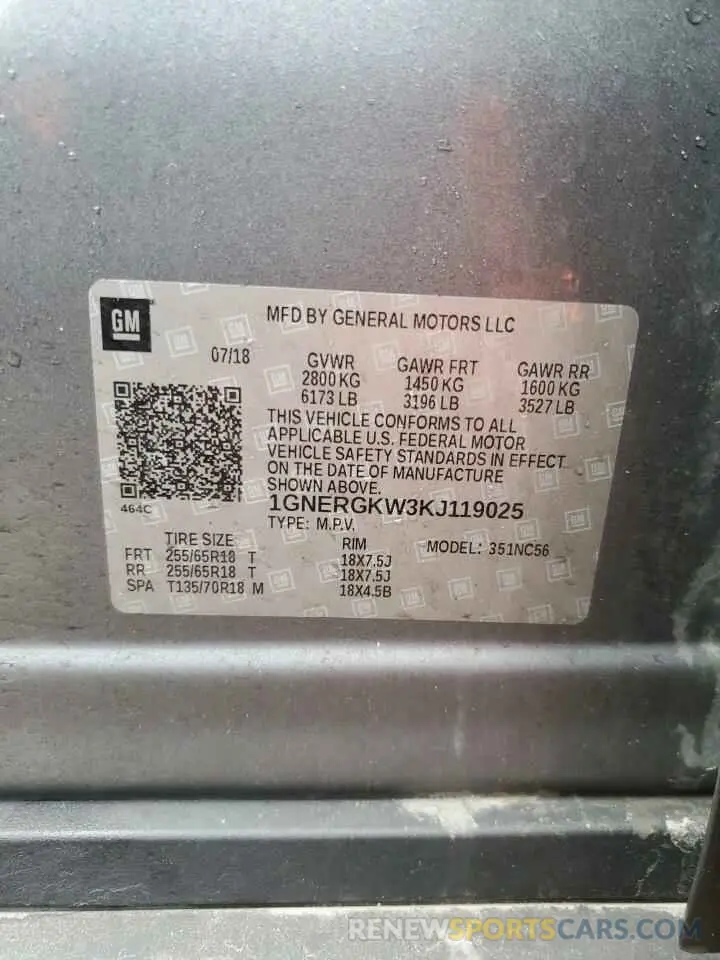 GM
MFD BY GENERAL MOTORS LLC
07/18
GVWR GAWR FRT GAWR RR
2800 KG 1450 KG 1600 KG
6173 LB 3196 LB 3527 LB
THIS VEHICLE CONFORMS TO ALL
APPLICABLE U.S. FEDERAL MOTOR
VEHICLE SAFETY STANDARDS IN EFFECT
ON THE DATE OF MANUFACTURE
SHOWN ABOVE.
464C
1GNERGKW3KJ119025
TYPE: M.P.V.
TIRE SIZE RIM MODEL: 351NC56
FRT 255/65R18 T 18X7.5J
RR 255/65R18 T 18X7.5J
SPA T135/70R18 M 18X4.5B
RENEWSPORTSCARS.COM